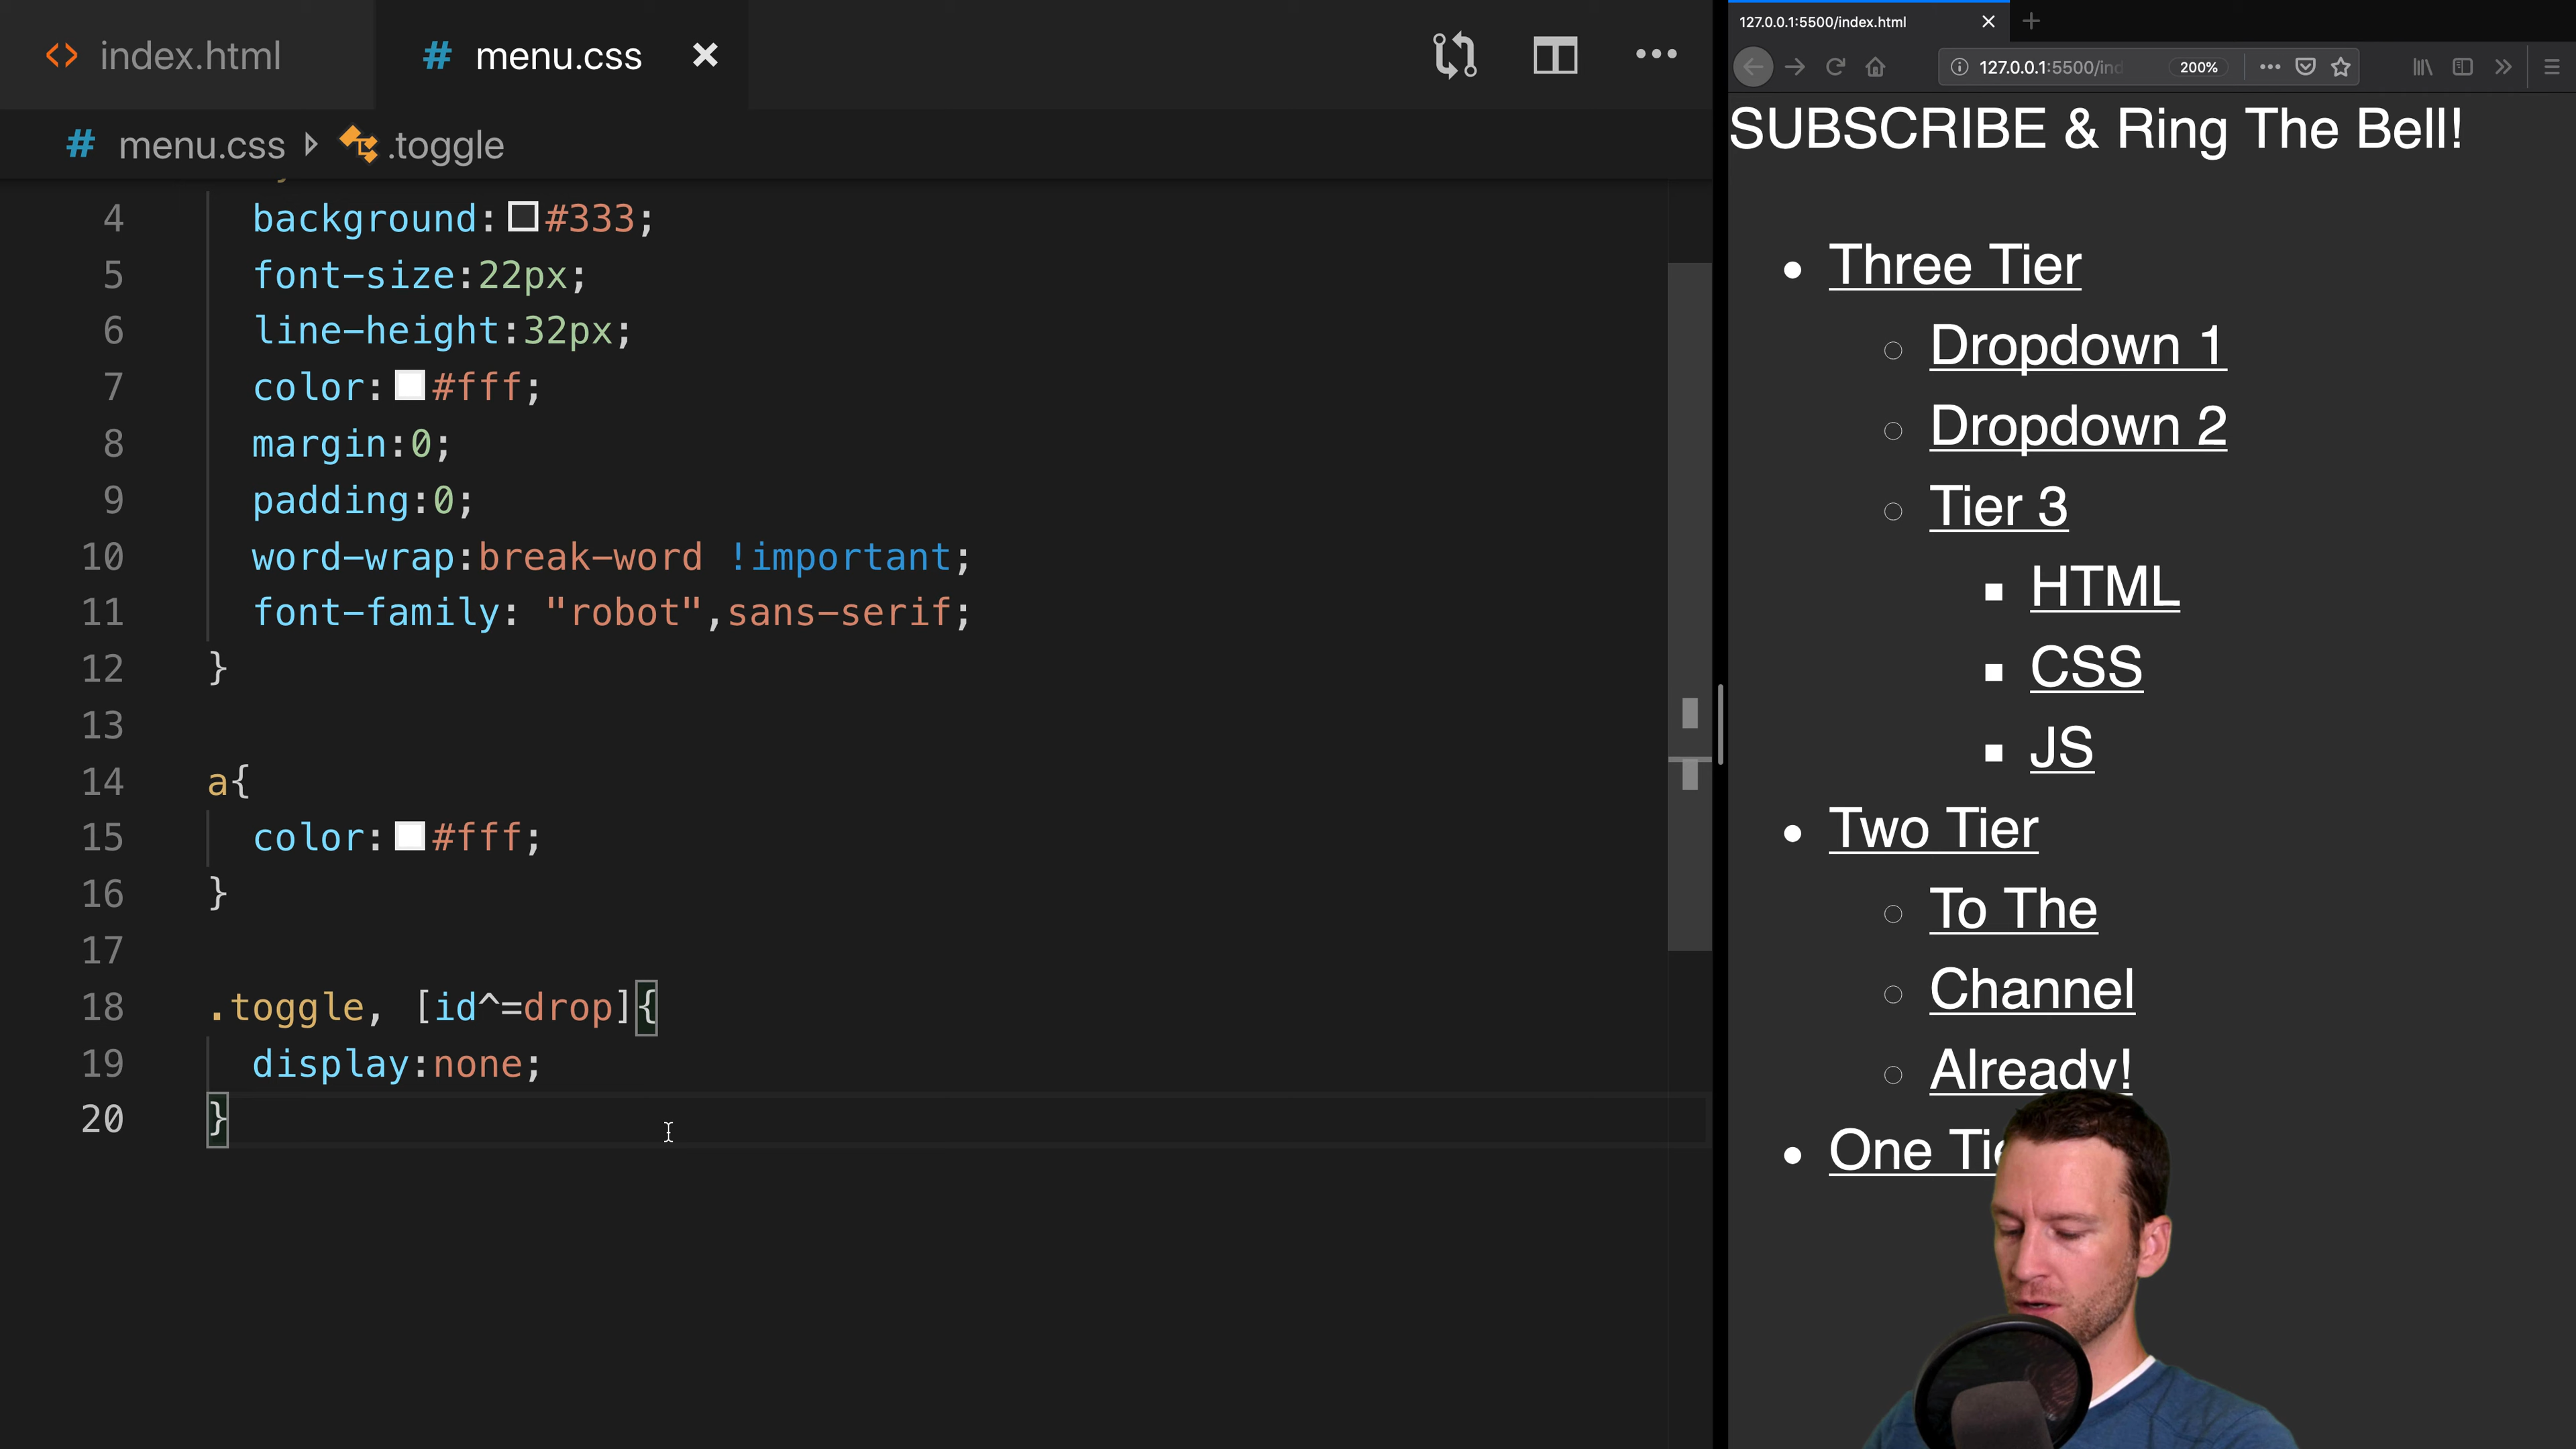 index.html
menu.css
menu.css .toggle
4 background: #333;
5 font-size:22px;
6 line-height:32px;
7 color: #fff;
8 margin:0;
9 padding:0;
10 word-wrap:break-word !important;
11 font-family: "robot",sans-serif;
12 }
13
14 a{
15 color: #fff;
16 }
17
18 .toggle, [id^=drop]{
19 display:none;
20 }
127.0.0.1:5500/index.html
127.0.0.1:5500/ind 200%
SUBSCRIBE & Ring The Bell!
Three Tier
Dropdown 1
Dropdown 2
Tier 3
HTML
CSS
JS
Two Tier
To The
Channel
Already!
One Tie